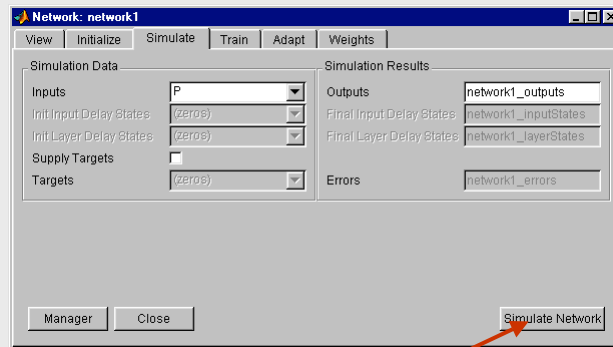 Network: network1
View Initialize Simulate Train Adapt Weights
Simulation Data
Inputs P
Init Input Delay States (zeros)
Init Layer Delay States (zeros)
Supply Targets
Targets (zeros)
Simulation Results
Outputs network1_outputs
Final Input Delay States network1_inputStates
Final Layer Delay States network1_layerStates
Errors network1_errors
Manager Close Simulate Network